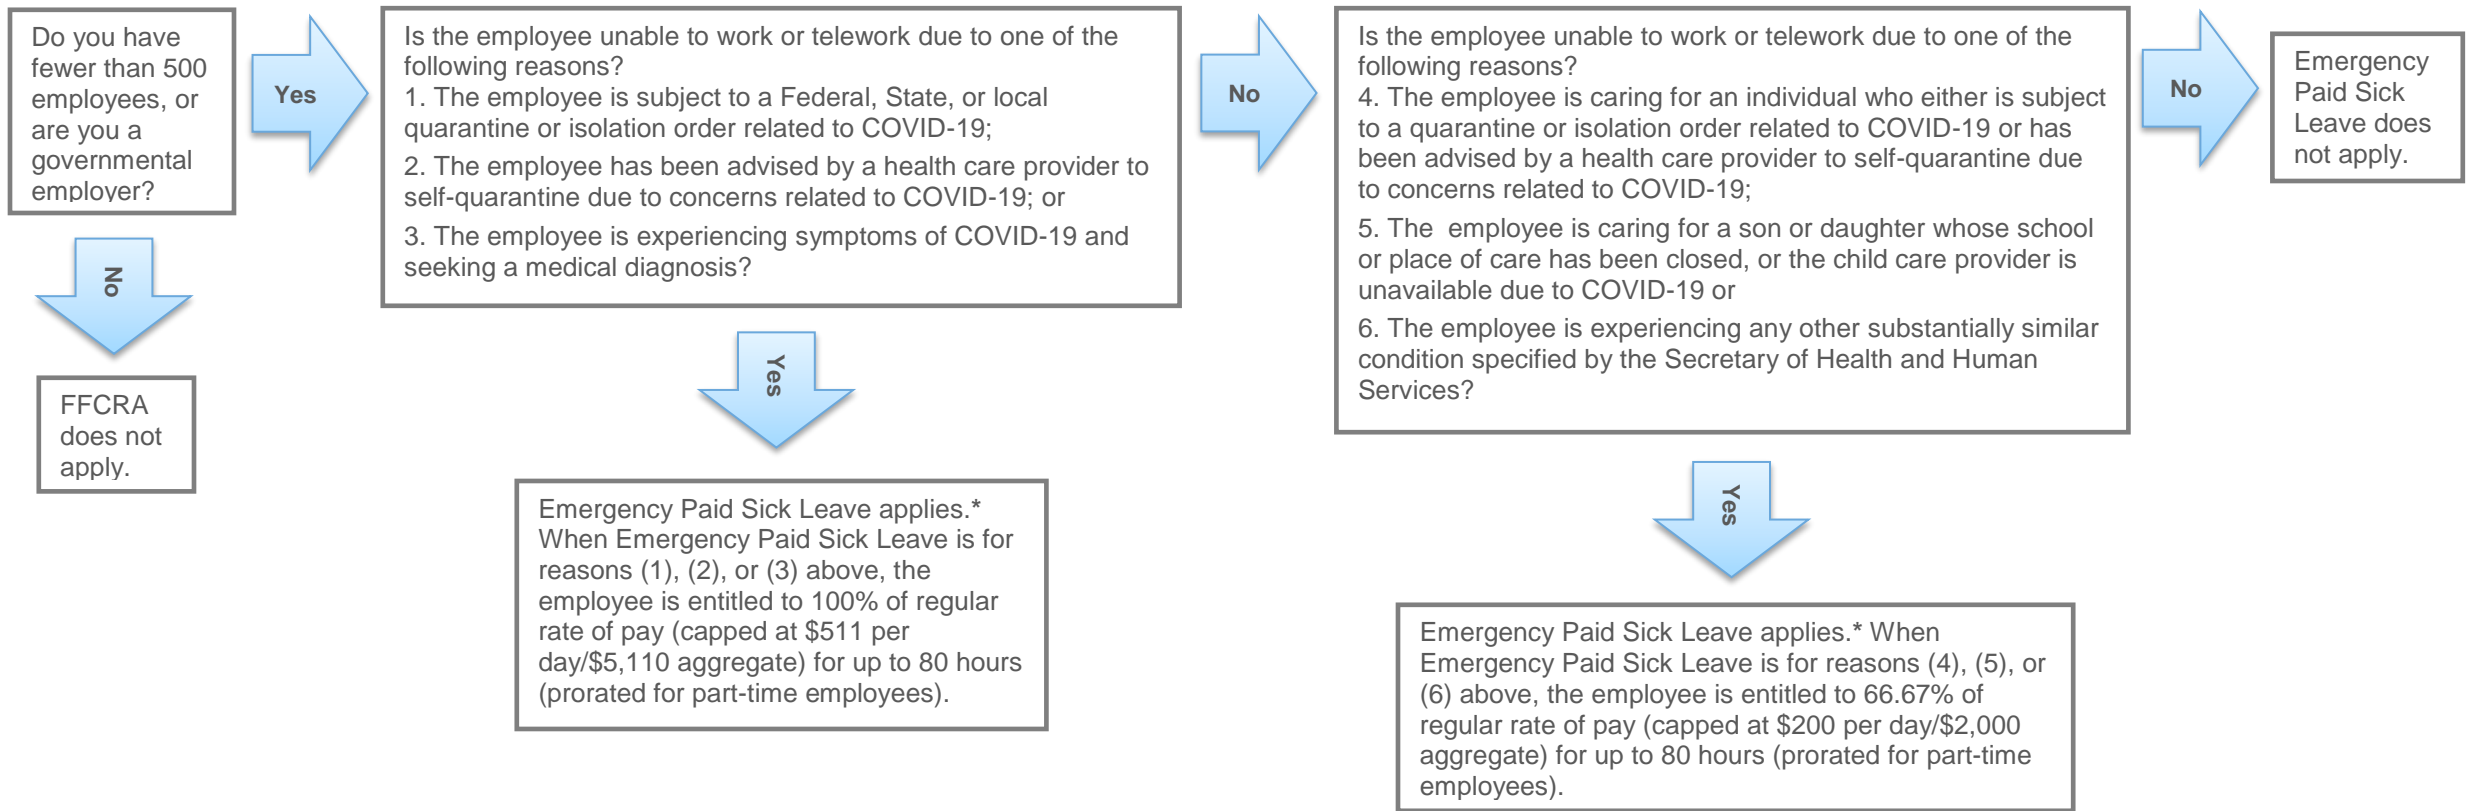 Do you have
fewer than 500
employees, or
are you a
governmental
employer?
Yes
No
FFCRA
does not
apply.
Is the employee unable to work or telework due to one of the
following reasons?
1. The employee is subject to a Federal, State, or local
quarantine or isolation order related to COVID-19;
2. The employee has been advised by a health care provider to
self-quarantine due to concerns related to COVID-19; or
3. The employee is experiencing symptoms of COVID-19 and
seeking a medical diagnosis?
No
Yes
Emergency Paid Sick Leave applies.*
When Emergency Paid Sick Leave is for
reasons (1), (2), or (3) above, the
employee is entitled to 100% of regular
rate of pay (capped at $511 per
day/$5,110 aggregate) for up to 80 hours
(prorated for part-time employees).
Is the employee unable to work or telework due to one of the
following reasons?
4. The employee is caring for an individual who either is subject
to a quarantine or isolation order related to COVID-19 or has
been advised by a health care provider to self-quarantine due
to concerns related to COVID-19;
5. The  employee is caring for a son or daughter whose school
or place of care has been closed, or the child care provider is
unavailable due to COVID-19 or
6. The employee is experiencing any other substantially similar
condition specified by the Secretary of Health and Human
Services?
No
Yes
Emergency
Paid Sick
Leave does
not apply.
Emergency Paid Sick Leave applies.* When
Emergency Paid Sick Leave is for reasons (4), (5), or
(6) above, the employee is entitled to 66.67% of
regular rate of pay (capped at $200 per day/$2,000
aggregate) for up to 80 hours (prorated for part-time
employees).